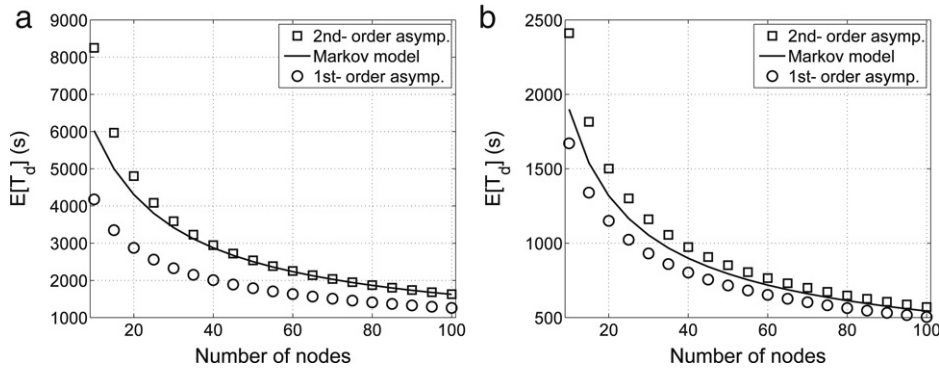 a
9000
8000
7000
6000
5000
4000
3000
2000
1000
E[T_d] (s)
2nd- order asymp.
Markov model
1st- order asymp.
20 40 60 80 100
Number of nodes
b
2500
2000
1500
1000
500
E[T_d] (s)
2nd- order asymp.
Markov model
1st- order asymp.
20 40 60 80 100
Number of nodes